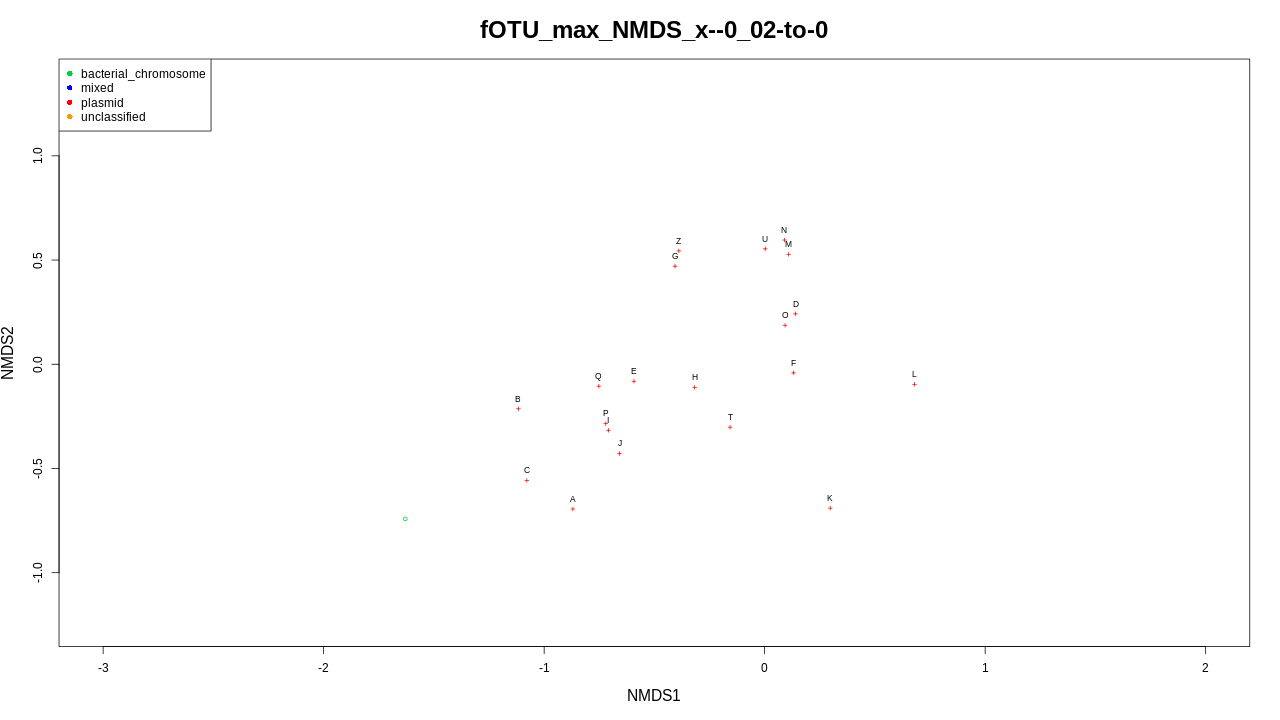 fOTU_max_NMDS_x--0_02-to-0
bacterial_chromosome
mixed
plasmid
unclassified
1.0
0.5
0.0
-0.5
-1.0
NMDS2
N
U
Z
M
G
D
O
F
E
L
Q
H
B
P
T
I
J
C
K
A
-3
-2
-1
0
1
2
NMDS1